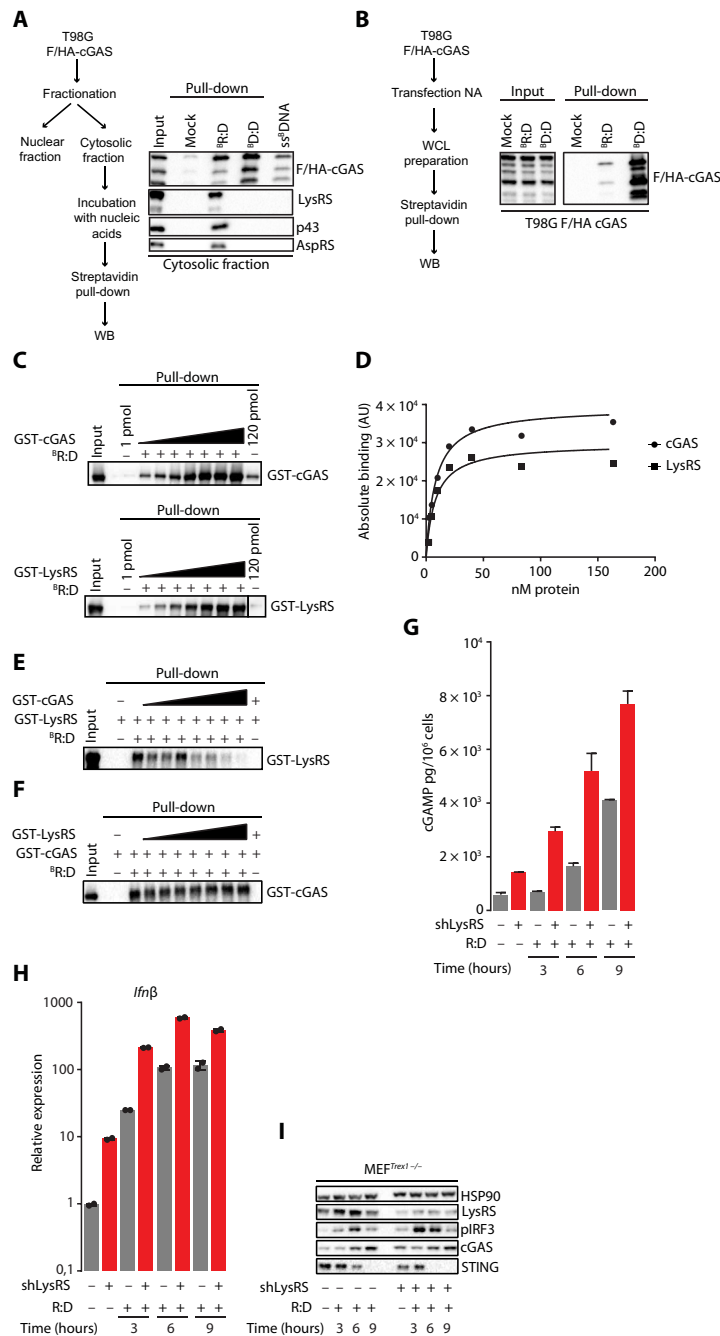 A
T98G
F/HA-cGAS
Fractionation
Nuclear
fraction
Cytosolic
fraction
Incubation
with nucleic
acids
Streptavidin
pull-down
WB
Pull-down
Input
Mock
ᴮR:D
ᴮD:D
ssᴮDNA
F/HA-cGAS
LysRS
p43
AspRS
Cytosolic fraction
B
T98G
F/HA-cGAS
Transfection NA
WCL
preparation
Streptavidin
pull-down
WB
Input
Pull-down
Mock
ᴮR:D
ᴮD:D
Mock
ᴮR:D
ᴮD:D
F/HA-cGAS
T98G F/HA cGAS
C
Pull-down
Input
1 pmol
120 pmol
GST-cGAS
ᴮR:D
– + + + + + + + –
GST-cGAS
Pull-down
Input
1 pmol
120 pmol
GST-LysRS
ᴮR:D
– + + + + + + + –
GST-LysRS
D
Absolute binding (AU)
4 × 10⁴
3 × 10⁴
2 × 10⁴
10⁴
0
0 50 100 150 200
nM protein
cGAS
LysRS
E
Pull-down
Input
GST-cGAS – +
GST-LysRS + + + + + + + + +
ᴮR:D + + + + + + + +
GST-LysRS
F
Pull-down
Input
GST-LysRS – +
GST-cGAS + + + + + + + + + +
ᴮR:D + + + + + + + +
GST-cGAS
G
cGAMP pg/10⁶ cells
10⁴
8 × 10³
6 × 10³
4 × 10³
2 × 10³
0
shLysRS – + – + – + – +
R:D – – + + + + + +
Time (hours) 3 6 9
H
Ifnβ
Relative expression
1000
100
10
1
0,1
shLysRS – + – + – + – +
R:D – – + + + + + +
Time (hours) 3 6 9
I
MEF Trex1 −/−
HSP90
LysRS
pIRF3
cGAS
STING
shLysRS – – – – + + + +
R:D – + + + – + + +
Time (hours) 3 6 9 3 6 9